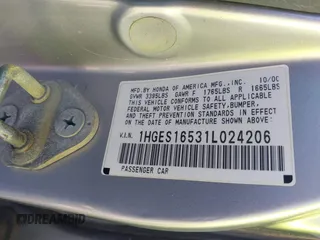 MFD.BY HONDA OF AMERICA MFG.,INC. 10/00
GVWR 3395LBS GAWR F 1765LBS R 1665LBS
THIS VEHICLE CONFORMS TO ALL APPLICABLE
FEDERAL MOTOR VEHICLE SAFETY,BUMPER,
AND THEFT PREVENTION STANDARDS IN EFFECT
ON THE DATE OF MANUFACTURE SHOWN ABOVE.
V.I.N. 1HGES16531L024206
PASSENGER CAR
© DREAMBID